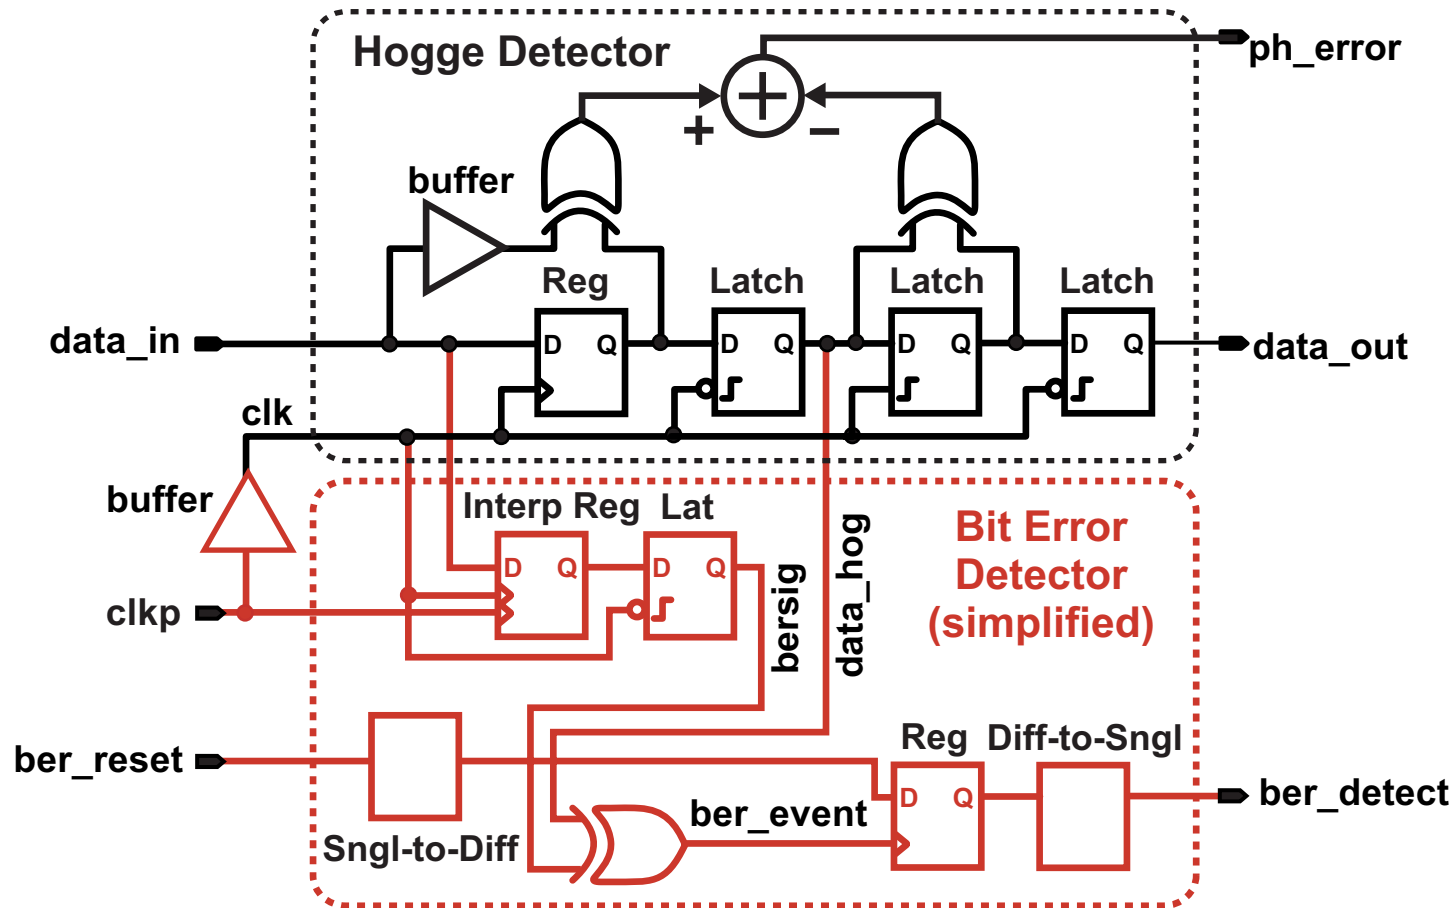 Hogge Detector
ph_error
+
−
buffer
Reg
Latch
Latch
Latch
data_in
D
Q
D
Q
D
Q
D
Q
data_out
clk
buffer
Interp Reg
Lat
Bit Error
Detector
(simplified)
D
Q
D
Q
bersig
data_hog
clkp
Reg
Diff-to-Sngl
ber_reset
D
Q
ber_detect
ber_event
Sngl-to-Diff